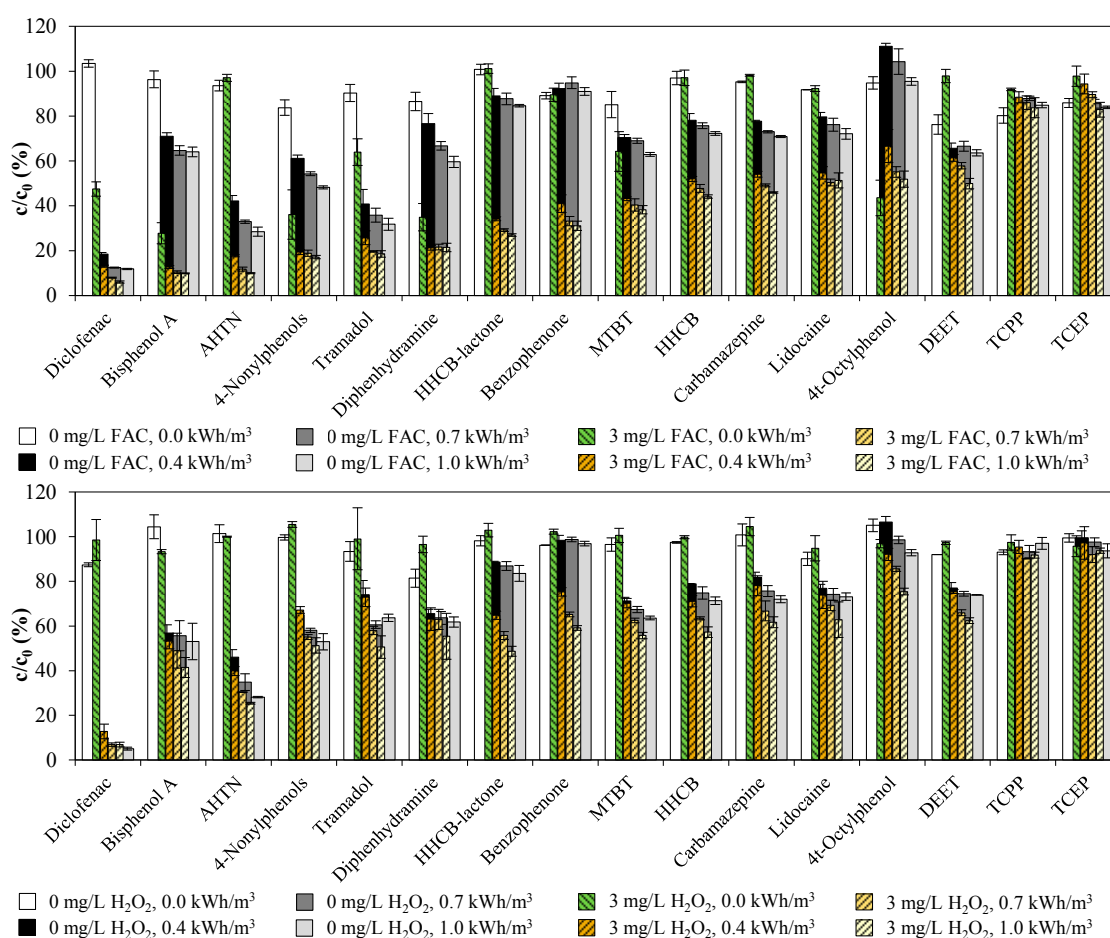 120
100
80
60
40
20
0
c/c₀ (%)
Diclofenac
Bisphenol A
AHTN
4-Nonylphenols
Tramadol
Diphenhydramine
HHCB-lactone
Benzophenone
MTBT
HHCB
Carbamazepine
Lidocaine
4t-Octylphenol
DEET
TCPP
TCEP
0 mg/L FAC, 0.0 kWh/m³ 0 mg/L FAC, 0.7 kWh/m³ 3 mg/L FAC, 0.0 kWh/m³ 3 mg/L FAC, 0.7 kWh/m³
0 mg/L FAC, 0.4 kWh/m³ 0 mg/L FAC, 1.0 kWh/m³ 3 mg/L FAC, 0.4 kWh/m³ 3 mg/L FAC, 1.0 kWh/m³
120
100
80
60
40
20
0
c/c₀ (%)
Diclofenac
Bisphenol A
AHTN
4-Nonylphenols
Tramadol
Diphenhydramine
HHCB-lactone
Benzophenone
MTBT
HHCB
Carbamazepine
Lidocaine
4t-Octylphenol
DEET
TCPP
TCEP
0 mg/L H₂O₂, 0.0 kWh/m³ 0 mg/L H₂O₂, 0.7 kWh/m³ 3 mg/L H₂O₂, 0.0 kWh/m³ 3 mg/L H₂O₂, 0.7 kWh/m³
0 mg/L H₂O₂, 0.4 kWh/m³ 0 mg/L H₂O₂, 1.0 kWh/m³ 3 mg/L H₂O₂, 0.4 kWh/m³ 3 mg/L H₂O₂, 1.0 kWh/m³